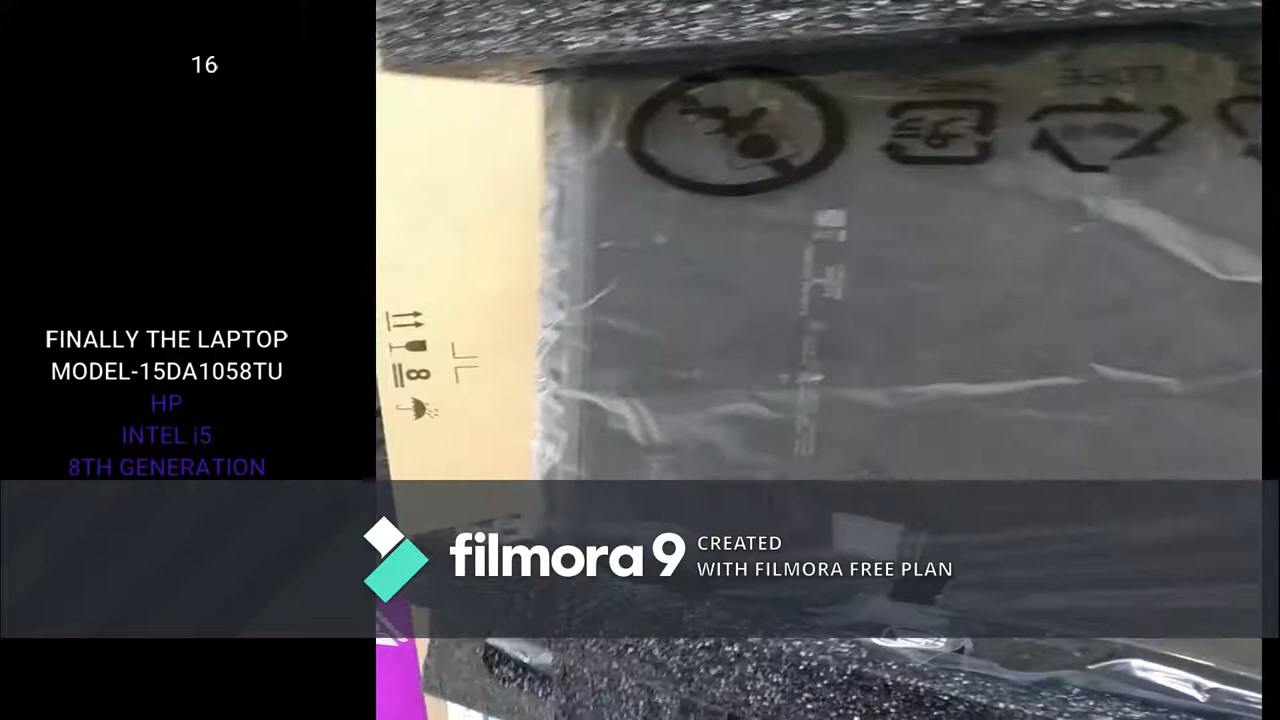 16
FINALLY THE LAPTOP
MODEL-15DA1058TU
HP
INTEL i5
8TH GENERATION
filmora9
CREATED
WITH FILMORA FREE PLAN